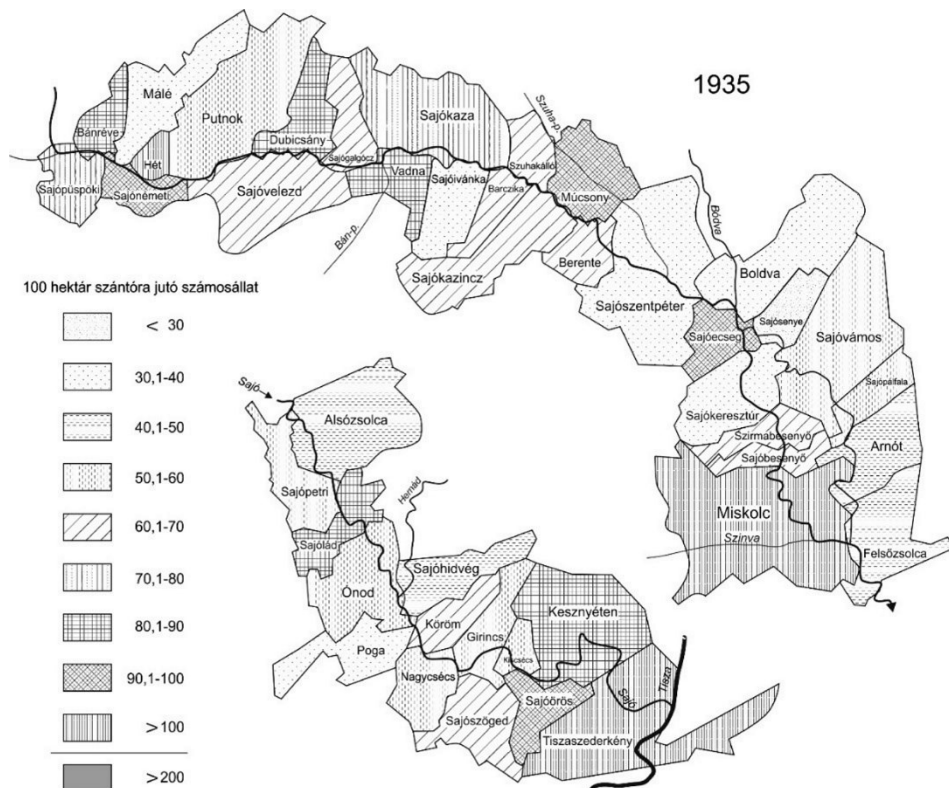 1935
Málé
Putnok
Sajókaza
Szuha-p.
Bánréve
Dubicsány
Hét
Sajógalgócz
Szuhakálló
Sajópüspöki
Sajónémeti
Sajóvelezd
Vadna
Sajóivánka
Barczika
Múcsony
Bódva
Bán-p.
Sajókazincz
Berente
Boldva
Sajószentpéter
Sajósenye
Sajóecseg
Sajóvámos
Sajópálfala
Sajókeresztúr
Szirmabesenyő
Sajóbesenyő
Arnót
Miskolc
Szinva
Felsőzsolca
100 hektár szántóra jutó számosállat
< 30
30,1-40
40,1-50
50,1-60
60,1-70
70,1-80
80,1-90
90,1-100
>100
>200
Sajó
Alsózsolca
Sajópetri
Hernád
Sajólád
Ónod
Sajóhidvég
Kesznyéten
Köröm
Girincs
Kiscsécs
Poga
Nagycsécs
Sajószöged
Sajóörös
Sajó
Tisza
Tiszaszederkény